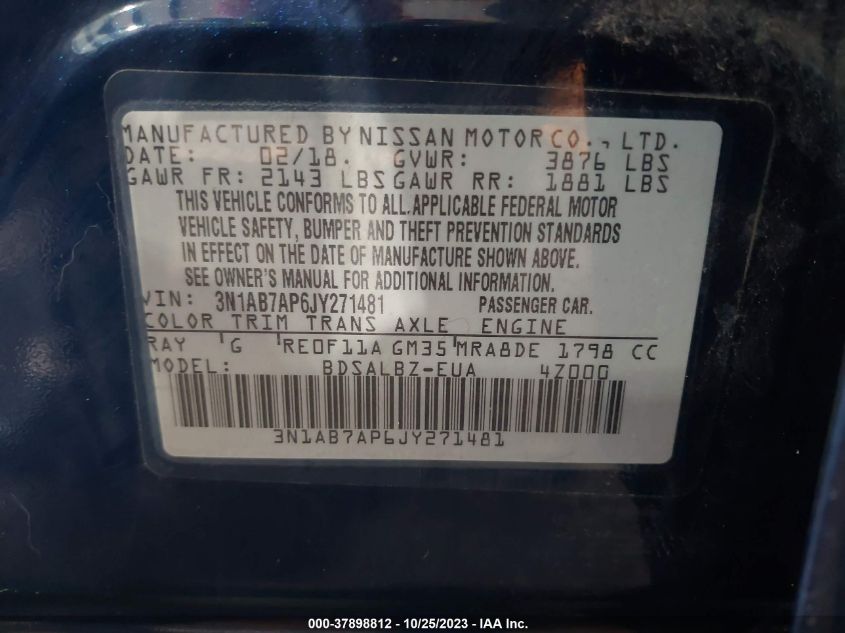 MANUFACTURED BY NISSAN MOTOR CO., LTD.
DATE: 02/18. GVWR: 3876 LBS
GAWR FR: 2143 LBS GAWR RR: 1881 LBS
THIS VEHICLE CONFORMS TO ALL APPLICABLE FEDERAL MOTOR
VEHICLE SAFETY, BUMPER AND THEFT PREVENTION STANDARDS
IN EFFECT ON THE DATE OF MANUFACTURE SHOWN ABOVE.
SEE OWNER'S MANUAL FOR ADDITIONAL INFORMATION.
VIN: 3N1AB7AP6JY271481 PASSENGER CAR.
COLOR TRIM TRANS AXLE ENGINE
RAY G RE0F11A GM35 MRA8DE 1798 CC
MODEL: BDSALBZ-EUA 4Z000
3N1AB7AP6JY271481
000-37898812 - 10/25/2023 - IAA Inc.